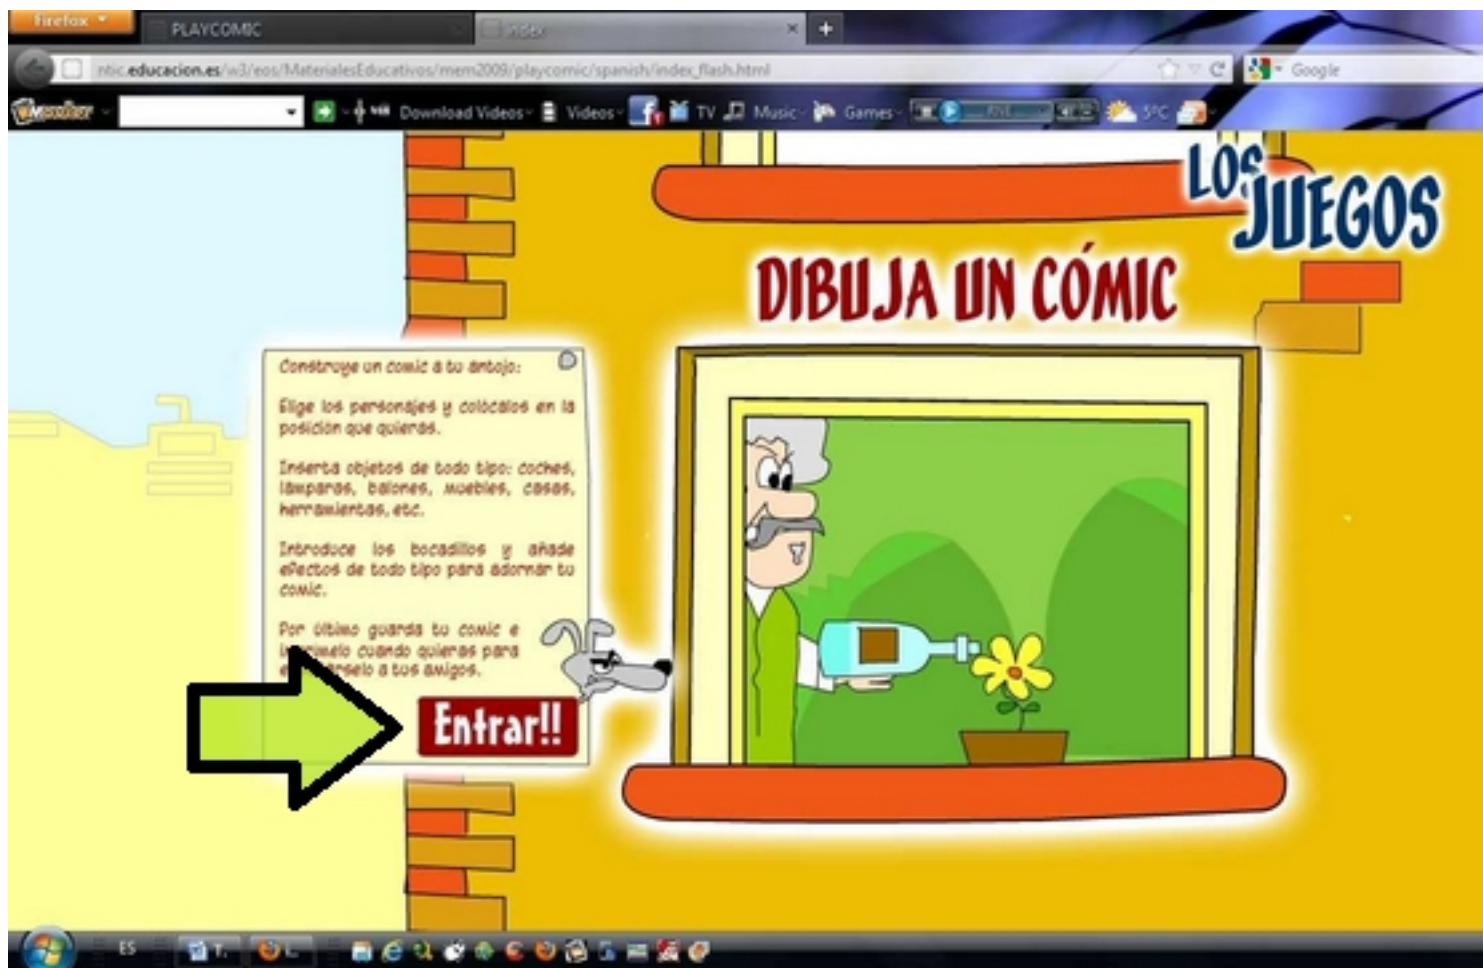 Firefox
PLAYCOMIC
index
ntic.educacion.es/w3/eos/MaterialesEducativos/mem2009/playcomic/spanish/index_flash.html
Google
Download Videos Videos TV Music Games 5°C
LOS
JUEGOS
DIBUJA UN CÓMIC
Construye un comic a tu antojo:
Elige los personajes y colócalos en la
posición que quieras.
Inserta objetos de todo tipo: coches,
lámparas, balones, muebles, casas,
herramientas, etc.
Introduce los bocadillos y añade
efectos de todo tipo para adornar tu
comic.
Por último guarda tu comic e
imprimelo cuando quieras para
a tus amigos.
Entrar!!
ES T. L.